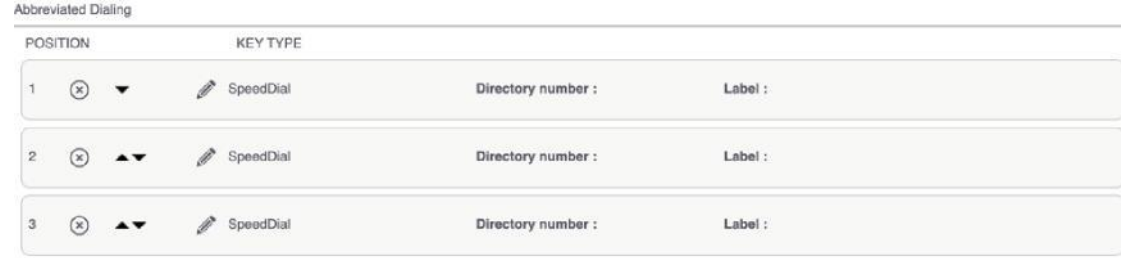 Abbreviated Dialing
POSITION KEY TYPE
1 SpeedDial Directory number : Label :
2 SpeedDial Directory number : Label :
3 SpeedDial Directory number : Label :